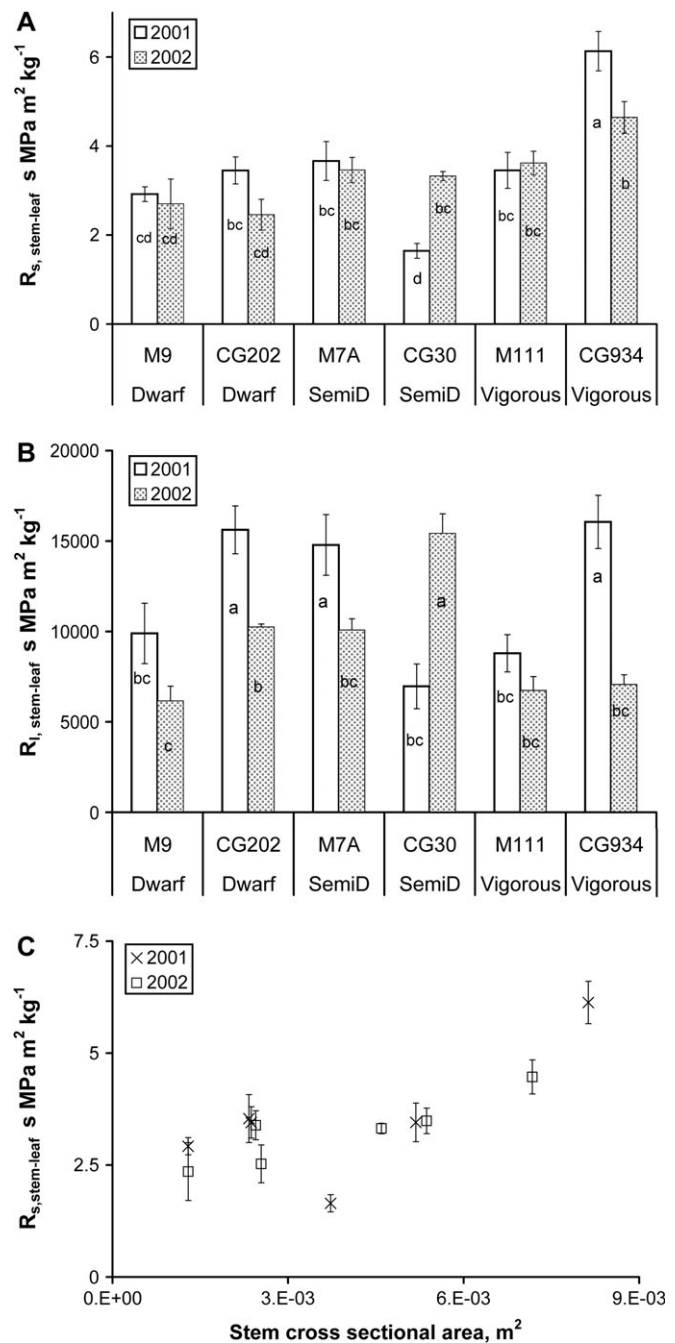 A
2001
2002
R_s, stem-leaf s MPa m² kg⁻¹
6
4
2
0
a
b
cd
cd
bc
cd
bc
bc
d
bc
bc
bc
M9 CG202 M7A CG30 M111 CG934
Dwarf Dwarf SemiD SemiD Vigorous Vigorous
B
2001
2002
R_l, stem-leaf s MPa m² kg⁻¹
20000
15000
10000
5000
0
bc
c
a
b
a
bc
bc
a
bc
bc
a
bc
M9 CG202 M7A CG30 M111 CG934
Dwarf Dwarf SemiD SemiD Vigorous Vigorous
C
2001
2002
R_s,stem-leaf s MPa m² kg⁻¹
7.5
5
2.5
0
0.E+00 3.E-03 6.E-03 9.E-03
Stem cross sectional area, m²